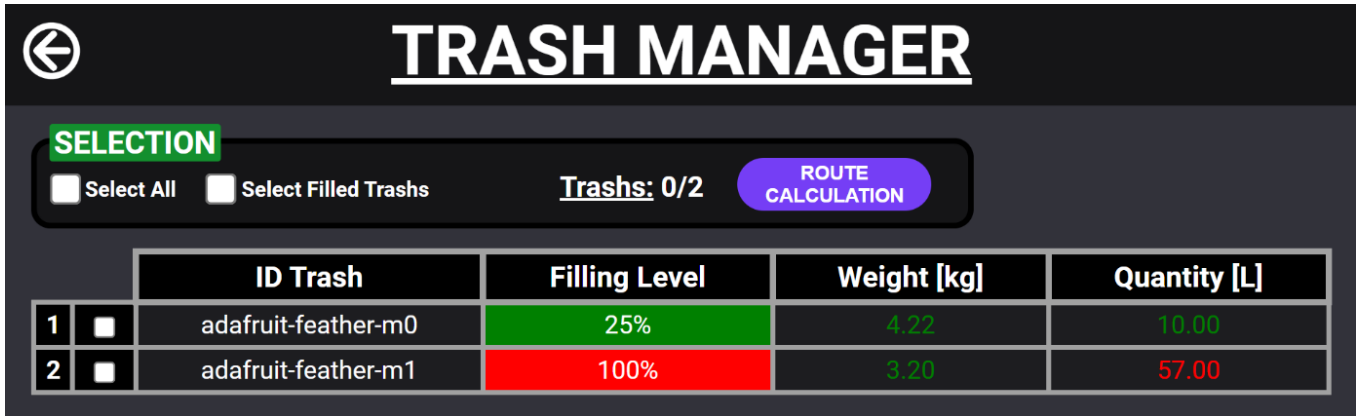 TRASH MANAGER
SELECTION
Select All Select Filled Trashs Trashs: 0/2 ROUTE
CALCULATION
ID Trash Filling Level Weight [kg] Quantity [L]
1 adafruit-feather-m0 25% 4.22 10.00
2 adafruit-feather-m1 100% 3.20 57.00